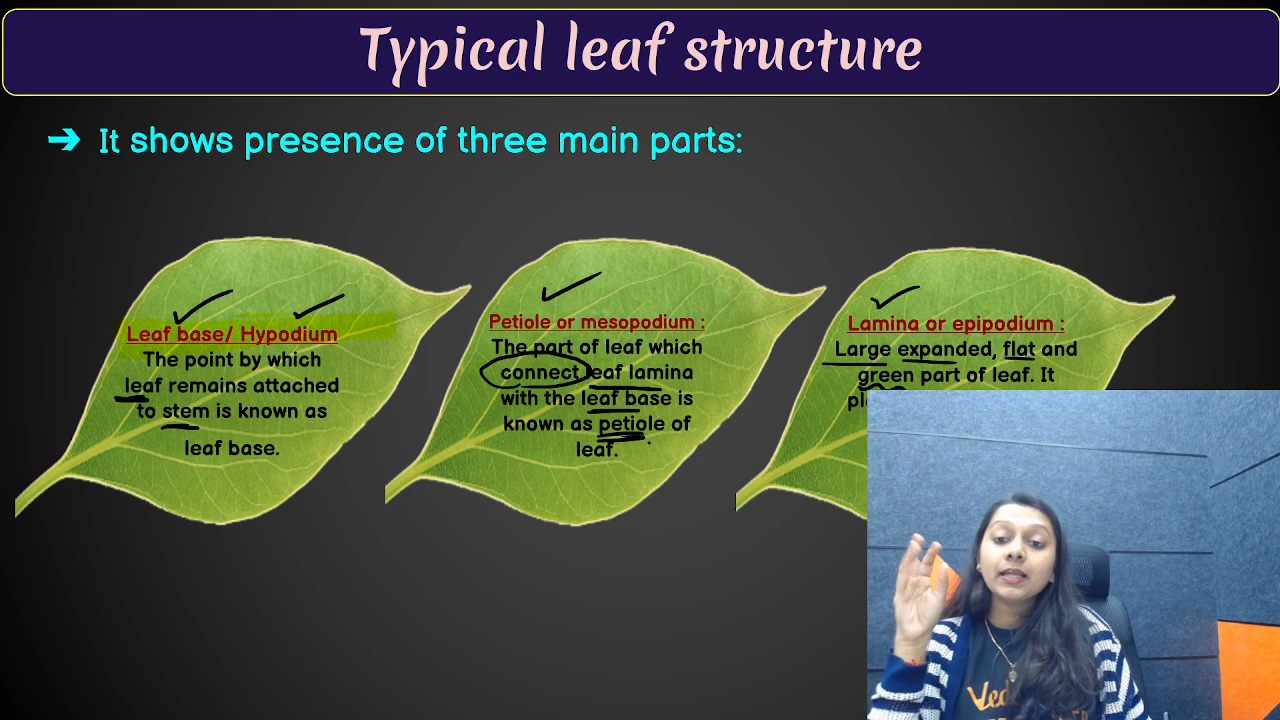 Typical leaf structure
➔ It shows presence of three main parts:
Leaf base/ Hypodium
The point by which
leaf remains attached
to stem is known as
leaf base.
Petiole or mesopodium :
The part of leaf which
connect leaf lamina
with the leaf base is
known as petiole of
leaf.
Lamina or epipodium :
Large expanded, flat and
green part of leaf. It